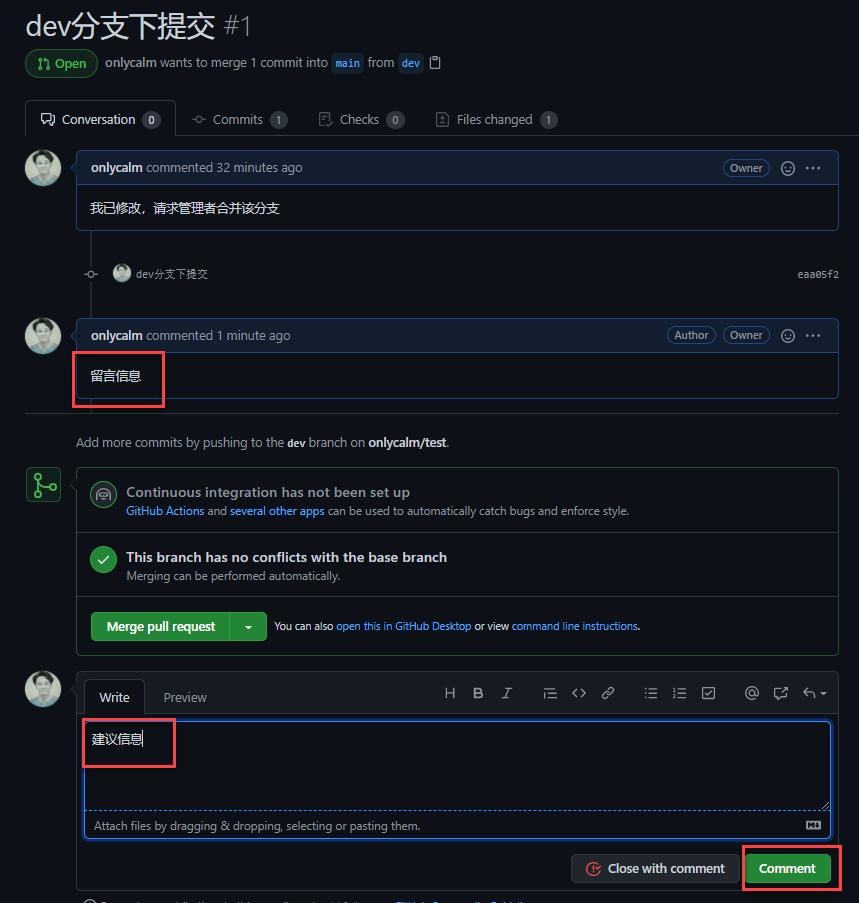 dev分支下提交 #1
Open onlycalm wants to merge 1 commit into main from dev
Conversation 0 Commits 1 Checks 0 Files changed 1
onlycalm commented 32 minutes ago Owner
我已修改，请求管理者合并该分支
dev分支下提交 eaa05f2
onlycalm commented 1 minute ago Author Owner
留言信息
Add more commits by pushing to the dev branch on onlycalm/test.
Continuous integration has not been set up
GitHub Actions and several other apps can be used to automatically catch bugs and enforce style.
This branch has no conflicts with the base branch
Merging can be performed automatically.
Merge pull request You can also open this in GitHub Desktop or view command line instructions.
Write Preview H B I
建议信息
Attach files by dragging & dropping, selecting or pasting them.
Close with comment Comment